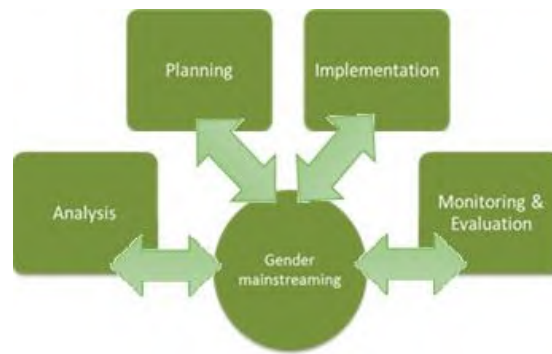 Planning
Implementation
Analysis
Monitoring &
Evaluation
Gender
mainstreaming